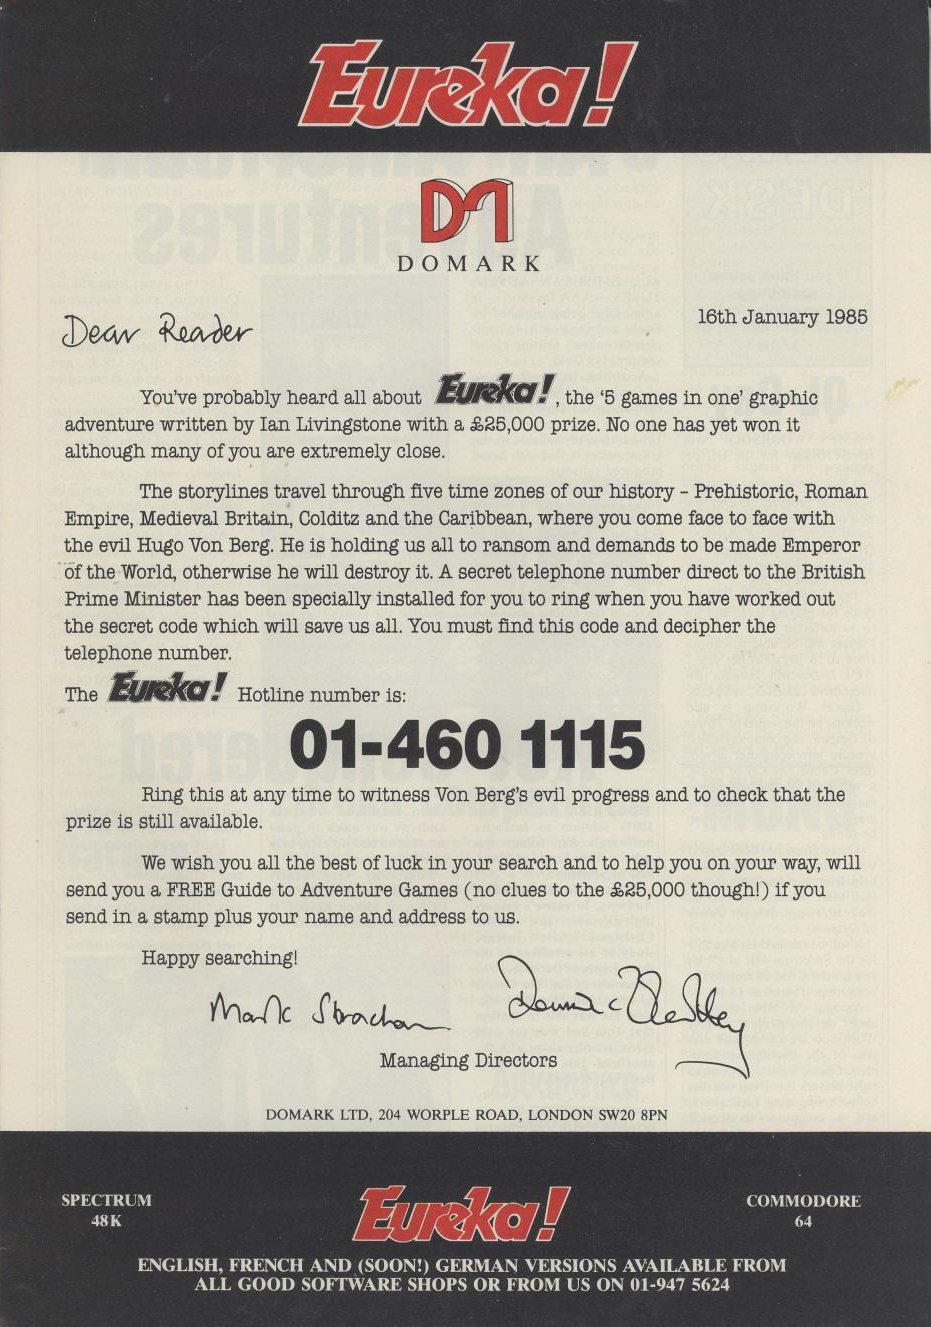 Eureka!
DM
DOMARK
16th January 1985
Dear Reader
You've probably heard all about Eureka!, the '5 games in one' graphic
adventure written by Ian Livingstone with a £25,000 prize. No one has yet won it
although many of you are extremely close.
The storylines travel through five time zones of our history – Prehistoric, Roman
Empire, Medieval Britain, Colditz and the Caribbean, where you come face to face with
the evil Hugo Von Berg. He is holding us all to ransom and demands to be made Emperor
of the World, otherwise he will destroy it. A secret telephone number direct to the British
Prime Minister has been specially installed for you to ring when you have worked out
the secret code which will save us all. You must find this code and decipher the
telephone number.
The Eureka! Hotline number is:
01-460 1115
Ring this at any time to witness Von Berg's evil progress and to check that the
prize is still available.
We wish you all the best of luck in your search and to help you on your way, will
send you a FREE Guide to Adventure Games (no clues to the £25,000 though!) if you
send in a stamp plus your name and address to us.
Happy searching!
Mark Strachan Dominic Wheatley
Managing Directors
DOMARK LTD, 204 WORPLE ROAD, LONDON SW20 8PN
SPECTRUM
48K
Eureka!
COMMODORE
64
ENGLISH, FRENCH AND (SOON!) GERMAN VERSIONS AVAILABLE FROM
ALL GOOD SOFTWARE SHOPS OR FROM US ON 01-947 5624